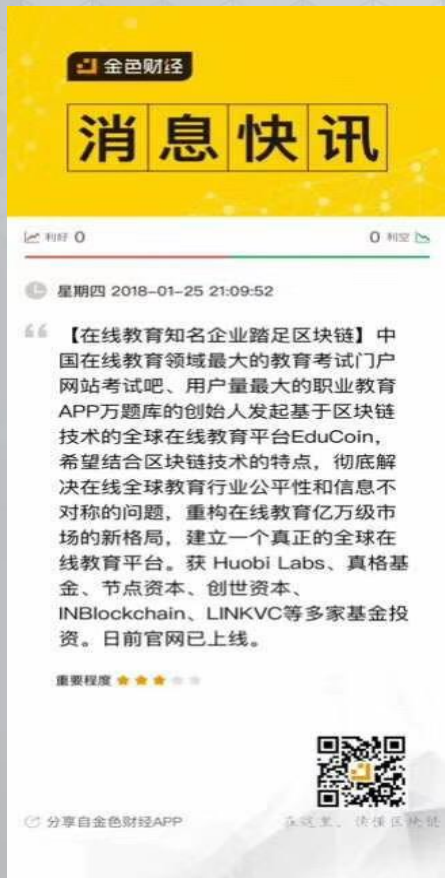 金色财经
消息快讯
利好 0
0 利空
星期四 2018-01-25 21:09:52
【在线教育知名企业踏足区块链】中
国在线教育领域最大的教育考试门户
网站考试吧、用户量最大的职业教育
APP万题库的创始人发起基于区块链
技术的全球在线教育平台EduCoin，
希望结合区块链技术的特点，彻底解
决在线全球教育行业公平性和信息不
对称的问题，重构在线教育亿万级市
场的新格局，建立一个真正的全球在
线教育平台。获 Huobi Labs、真格基
金、节点资本、创世资本、
INBlockchain、LINKVC等多家基金投
资。日前官网已上线。
重要程度
分享自金色财经APP
在这里，读懂区块链